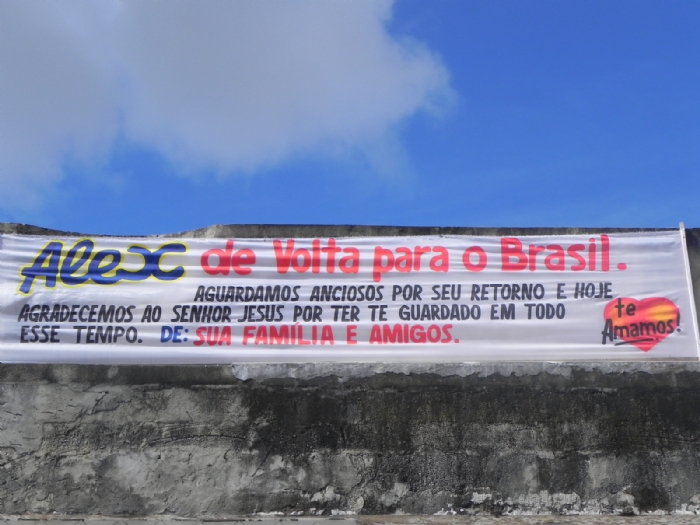 Alex de Volta para o Brasil.
AGUARDAMOS ANCIOSOS POR SEU RETORNO E HOJE
AGRADECEMOS AO SENHOR JESUS POR TER TE GUARDADO EM TODO
ESSE TEMPO. DE: SUA FAMÍLIA E AMIGOS.
te
Amamos!